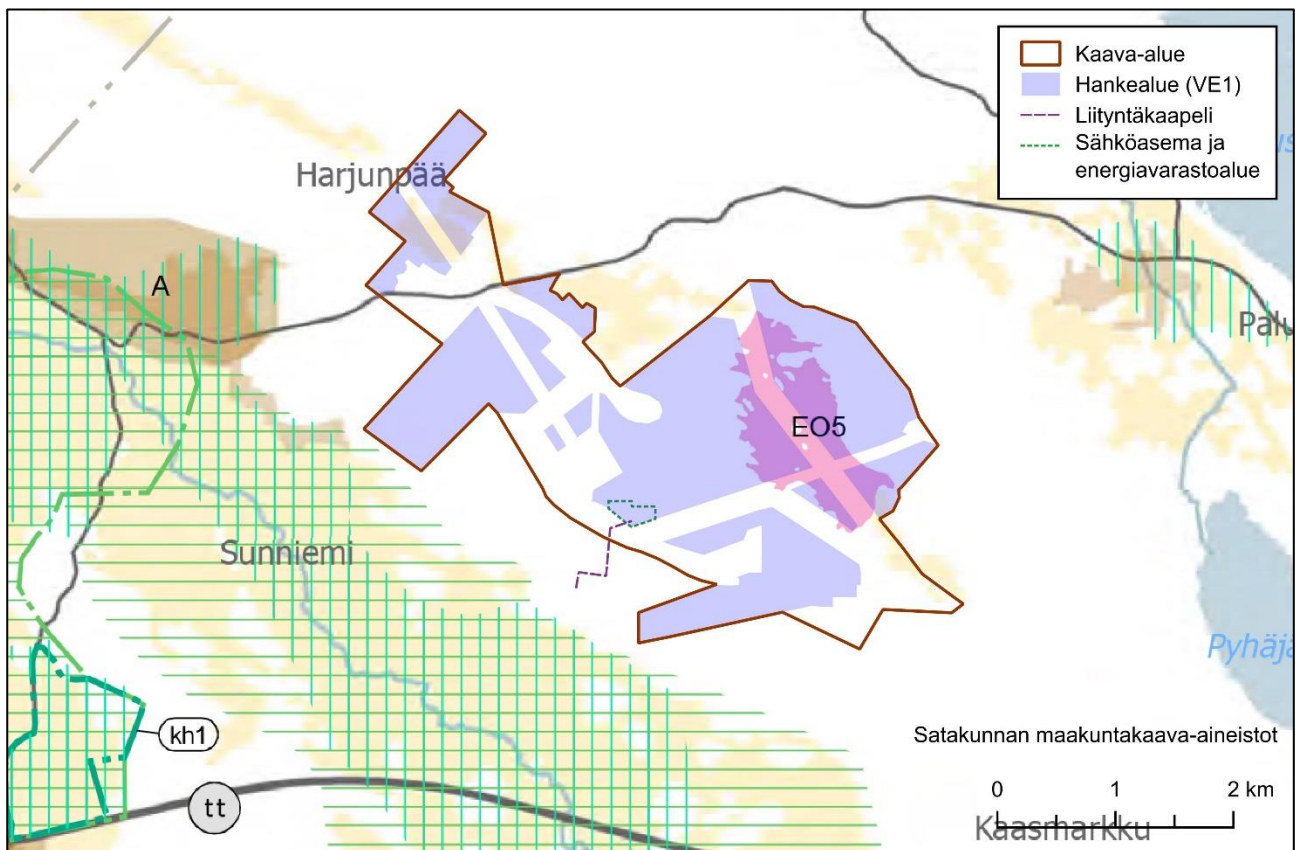 Kaava-alue
Hankealue (VE1)
Liityntäkaapeli
Sähköasema ja
energiavarastoalue
Harjunpää
A
Palu
EO5
Sunniemi
Pyhäjä
kh1
Satakunnan maakuntakaava-aineistot
0 1 2 km
tt
Kaasmarkku